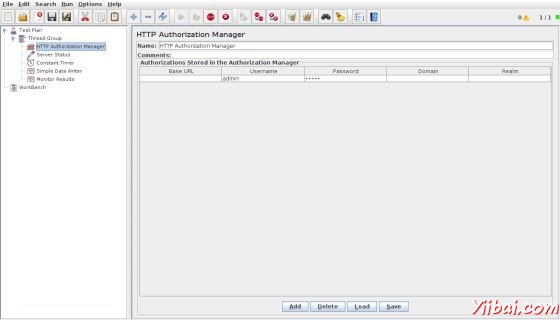 File Edit Search Run Options Help
0 1 / 1
Test Plan
Thread Group
HTTP Authorization Manager
Server Status
Constant Timer
Simple Data Writer
Monitor Results
WorkBench
HTTP Authorization Manager
Name: HTTP Authorization Manager
Comments:
Authorizations Stored in the Authorization Manager
Base URL Username Password Domain Realm
admin •••••
Add Delete Load Save
Yiibai.com